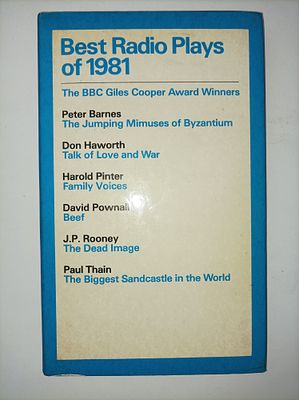 Best Radio Plays
of 1981
The BBC Giles Cooper Award Winners
Peter Barnes
The Jumping Mimuses of Byzantium
Don Haworth
Talk of Love and War
Harold Pinter
Family Voices
David Pownall
Beef
J.P. Rooney
The Dead Image
Paul Thain
The Biggest Sandcastle in the World